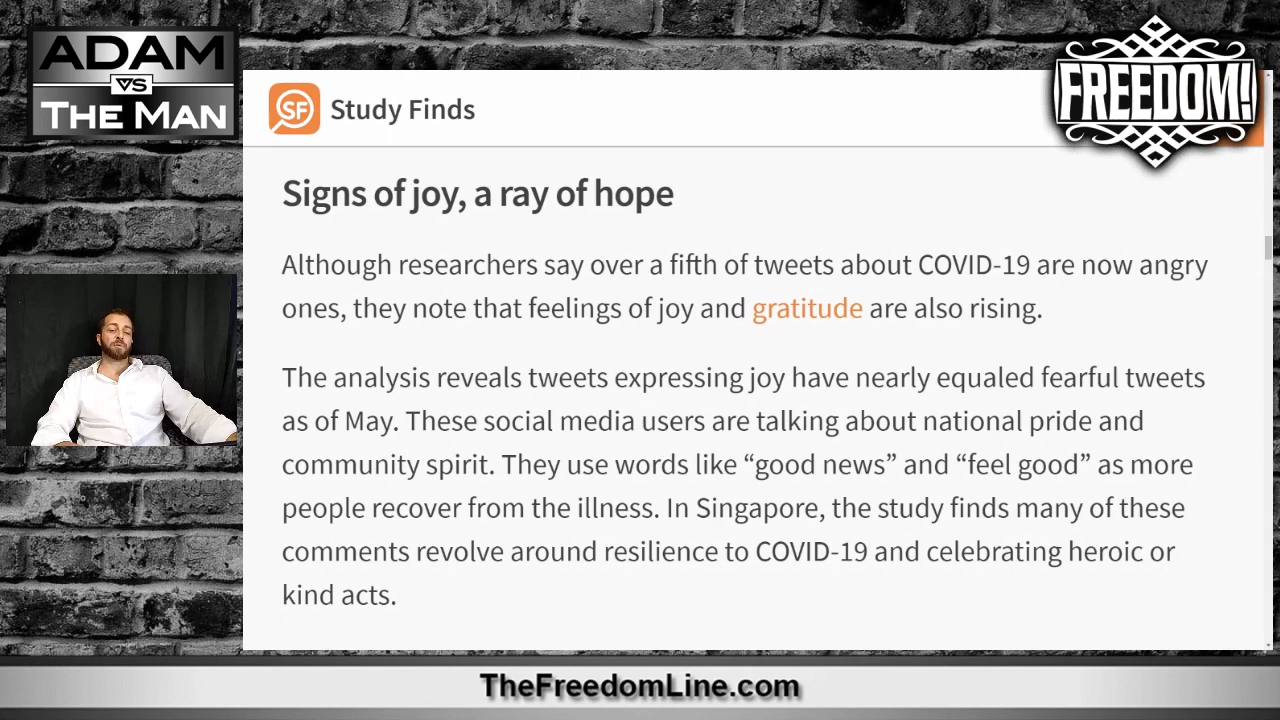 ADAM
VS
THE MAN
FREEDOM!
SF Study Finds
Signs of joy, a ray of hope
Although researchers say over a fifth of tweets about COVID-19 are now angry
ones, they note that feelings of joy and gratitude are also rising.
The analysis reveals tweets expressing joy have nearly equaled fearful tweets
as of May. These social media users are talking about national pride and
community spirit. They use words like “good news” and “feel good” as more
people recover from the illness. In Singapore, the study finds many of these
comments revolve around resilience to COVID-19 and celebrating heroic or
kind acts.
TheFreedomLine.com